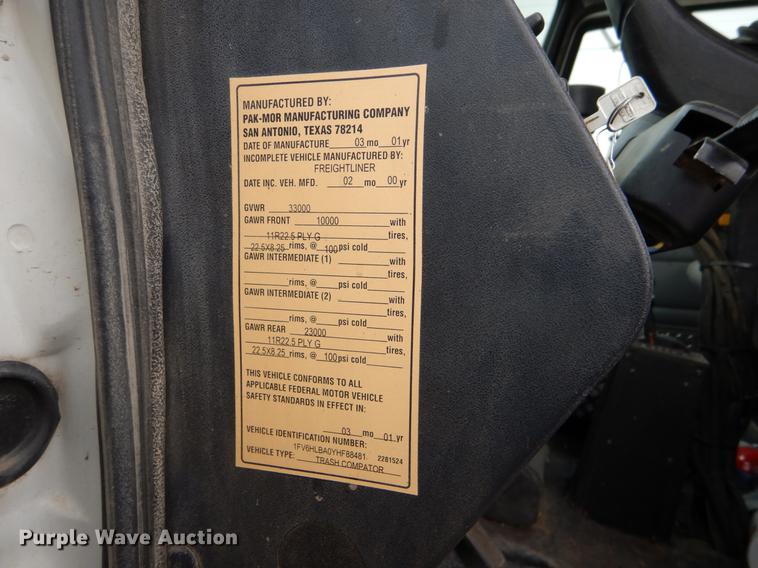 MANUFACTURED BY:
PAK-MOR MANUFACTURING COMPANY
SAN ANTONIO, TEXAS 78214
DATE OF MANUFACTURE 03 mo 01 yr
INCOMPLETE VEHICLE MANUFACTURED BY:
FREIGHTLINER
DATE INC. VEH. MFD. 02 mo 00 yr
GVWR 33000
GAWR FRONT 10000 with
11R22.5 PLY G tires,
22.5X8.25 rims, @ 100 psi cold
GAWR INTERMEDIATE (1) with
tires,
rims, @ psi cold
GAWR INTERMEDIATE (2) with
tires,
rims, @ psi cold
GAWR REAR 23000 with
11R22.5 PLY G tires,
22.5X8.25 rims, @ 100 psi cold
THIS VEHICLE CONFORMS TO ALL
APPLICABLE FEDERAL MOTOR VEHICLE
SAFETY STANDARDS IN EFFECT IN:
03 mo 01 yr
VEHICLE IDENTIFICATION NUMBER:
1FV6HLBA0YHF88481 2281524
VEHICLE TYPE: TRASH COMPATOR
Purple Wave Auction